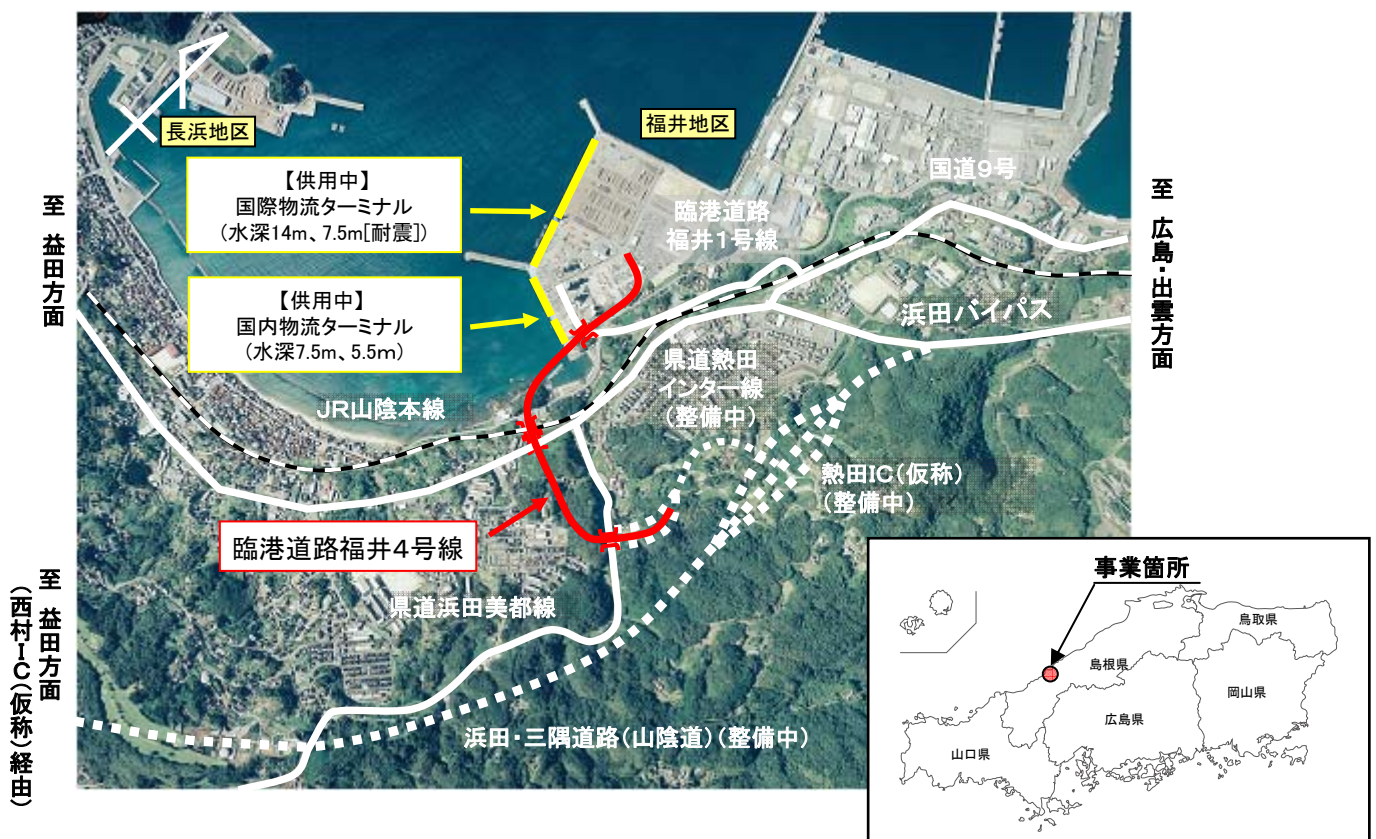 長浜地区
福井地区
【供用中】
国際物流ターミナル
(水深14m、7.5m[耐震])
国道9号
臨港道路
福井1号線
至 益田方面
至 広島・出雲方面
【供用中】
国内物流ターミナル
(水深7.5m、5.5m)
浜田バイパス
県道熱田
インター線
(整備中)
JR山陰本線
熱田IC(仮称)
(整備中)
臨港道路福井4号線
県道浜田美都線
至 益田方面
(西村IC(仮称)経由)
浜田・三隅道路(山陰道)(整備中)
事業箇所
鳥取県
島根県
岡山県
広島県
山口県